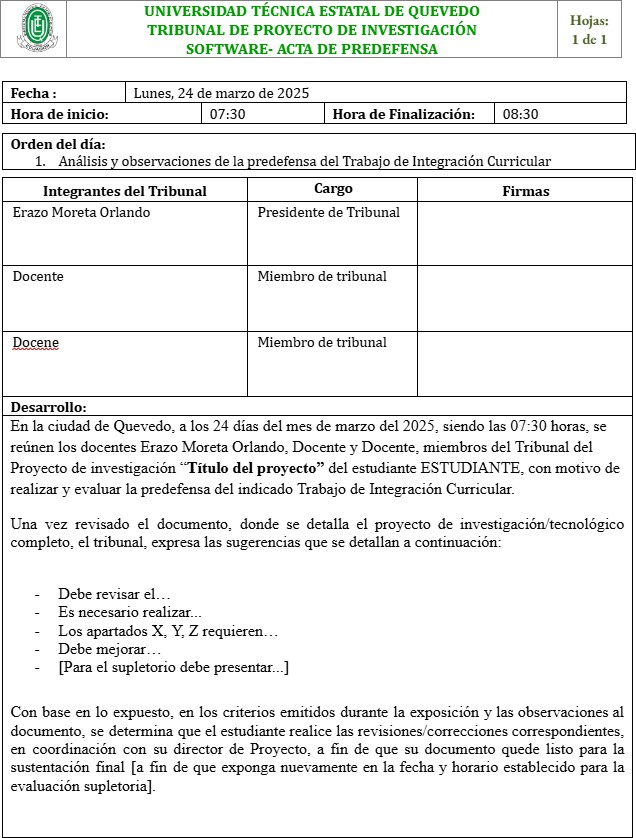 UNIVERSIDAD TÉCNICA ESTATAL DE QUEVEDO
TRIBUNAL DE PROYECTO DE INVESTIGACIÓN
SOFTWARE- ACTA DE PREDEFENSA
Hojas:
1 de 1
Fecha : Lunes, 24 de marzo de 2025
Hora de inicio: 07:30 Hora de Finalización: 08:30
Orden del día:
1. Análisis y observaciones de la predefensa del Trabajo de Integración Curricular
Integrantes del Tribunal Cargo Firmas
Erazo Moreta Orlando Presidente de Tribunal
Docente Miembro de tribunal
Docene Miembro de tribunal
Desarrollo:
En la ciudad de Quevedo, a los 24 días del mes de marzo del 2025, siendo las 07:30 horas, se
reúnen los docentes Erazo Moreta Orlando, Docente y Docente, miembros del Tribunal del
Proyecto de investigación “Título del proyecto” del estudiante ESTUDIANTE, con motivo de
realizar y evaluar la predefensa del indicado Trabajo de Integración Curricular.
Una vez revisado el documento, donde se detalla el proyecto de investigación/tecnológico
completo, el tribunal, expresa las sugerencias que se detallan a continuación:
- Debe revisar el…
- Es necesario realizar...
- Los apartados X, Y, Z requieren…
- Debe mejorar…
- [Para el supletorio debe presentar...]
Con base en lo expuesto, en los criterios emitidos durante la exposición y las observaciones al
documento, se determina que el estudiante realice las revisiones/correcciones correspondientes,
en coordinación con su director de Proyecto, a fin de que su documento quede listo para la
sustentación final [a fin de que exponga nuevamente en la fecha y horario establecido para la
evaluación supletoria].